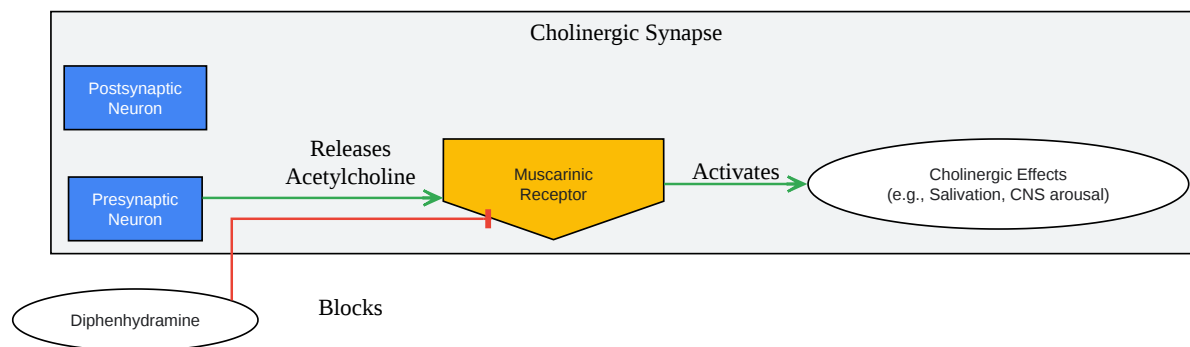 Cholinergic Synapse
Postsynaptic
Neuron
Releases
Acetylcholine
Muscarinic
Receptor
Activates
Cholinergic Effects
(e.g., Salivation, CNS arousal)
Presynaptic
Neuron
Blocks
Diphenhydramine